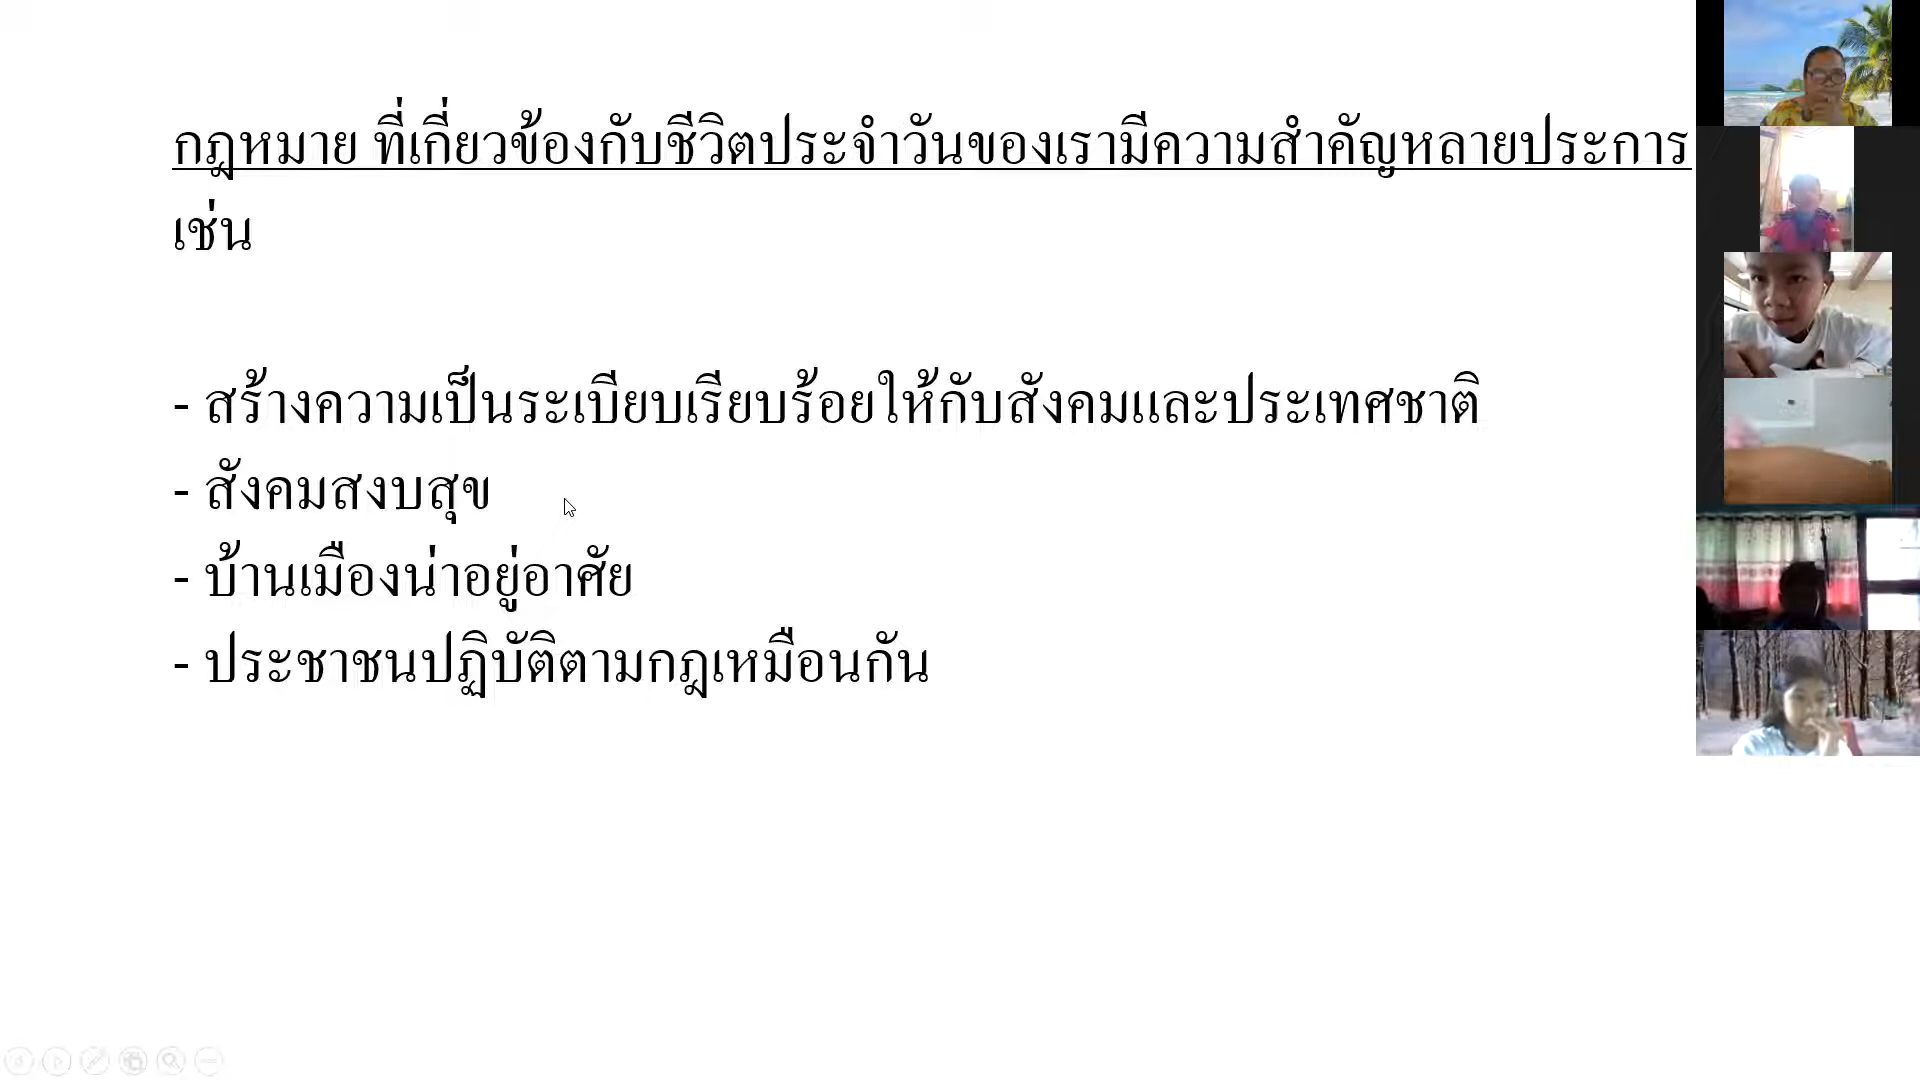 กฎหมาย ที่เกี่ยวข้องกับชีวิตประจำวันของเรามีความสำคัญหลายประการ
เช่น
- สร้างความเป็นระเบียบเรียบร้อยให้กับสังคมและประเทศชาติ
- สังคมสงบสุข
- บ้านเมืองน่าอยู่อาศัย
- ประชาชนปฏิบัติตามกฎเหมือนกัน